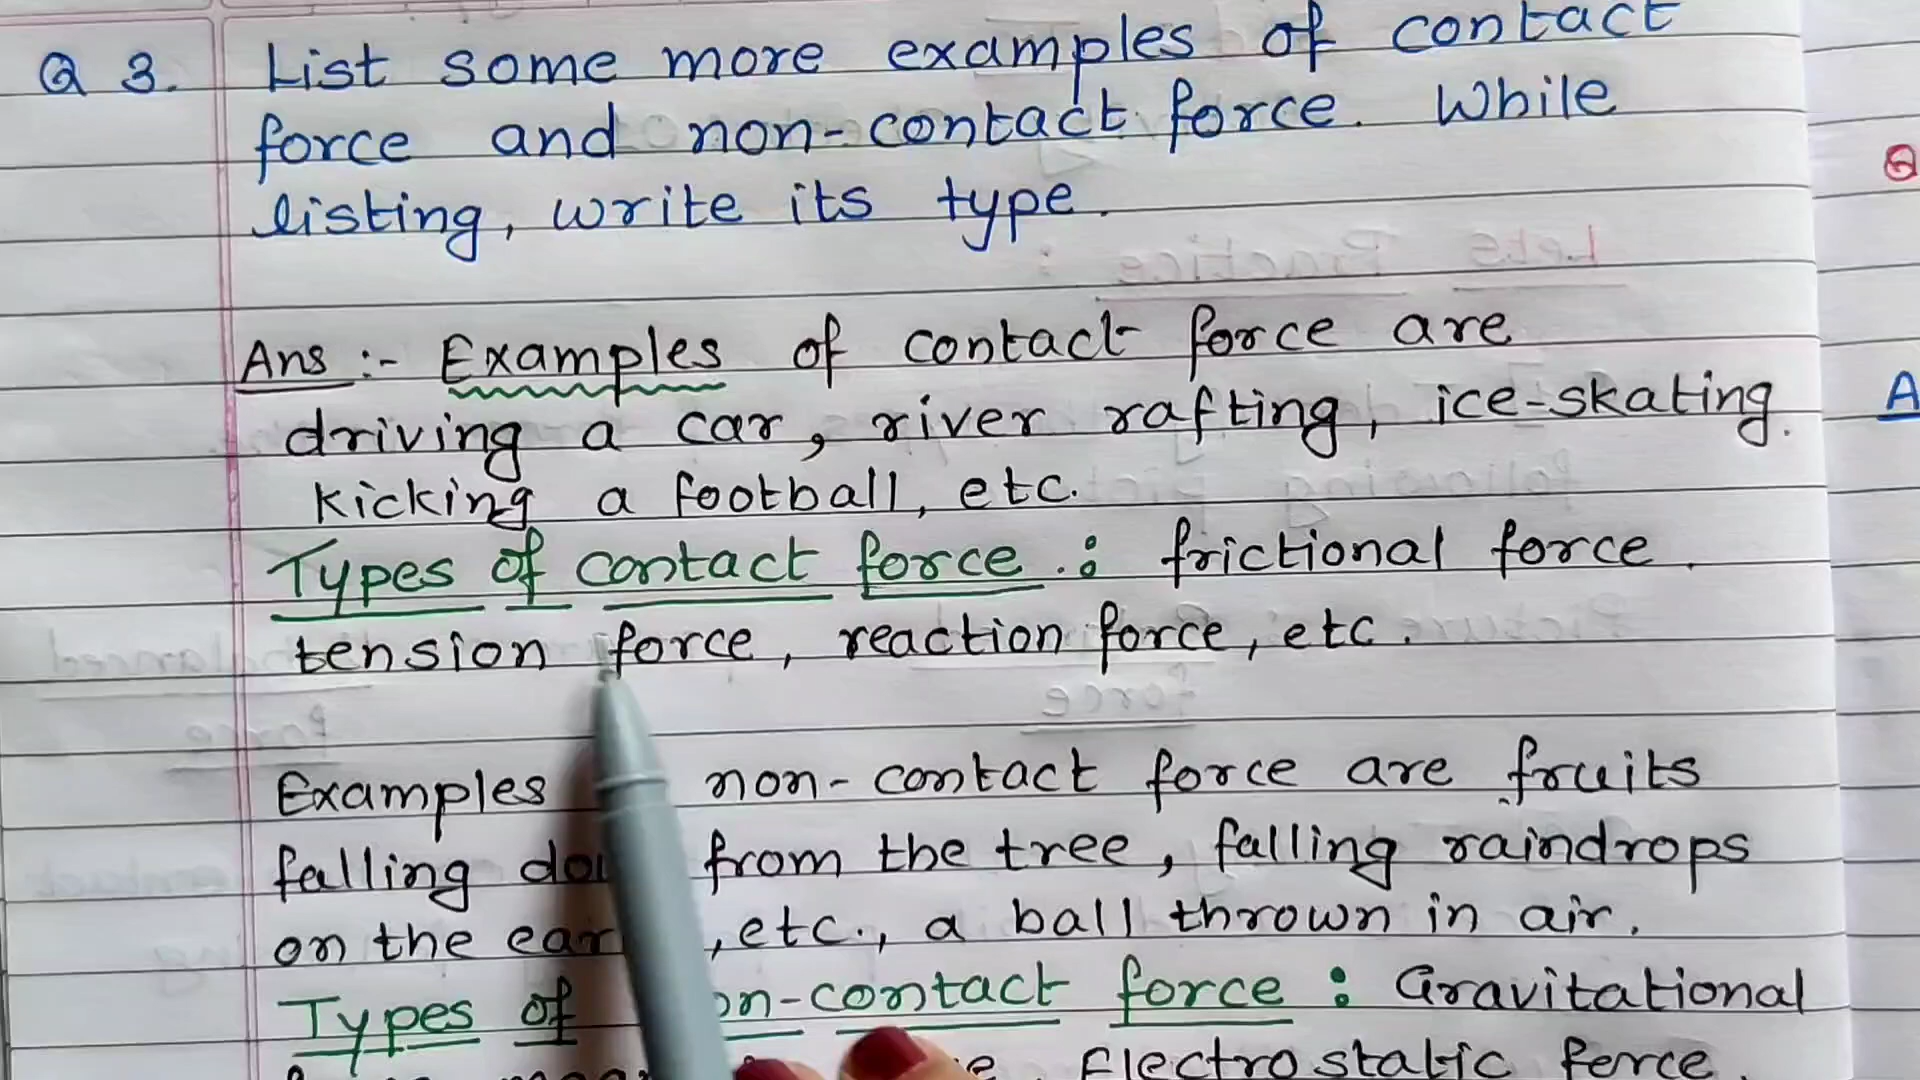 Q 3. List some more examples of contact
force and non-contact force. While
listing, write its type.
Ans :- Examples of contact force are
driving a car, river rafting, ice-skating.
kicking a football, etc.
Types of contact force : frictional force.
tension force, reaction force, etc.
Examples non-contact force are fruits
falling from the tree, falling raindrops
on the , etc., a ball thrown in air.
Types of on-contact force : Gravitational
Electrostatic force.
Q
A